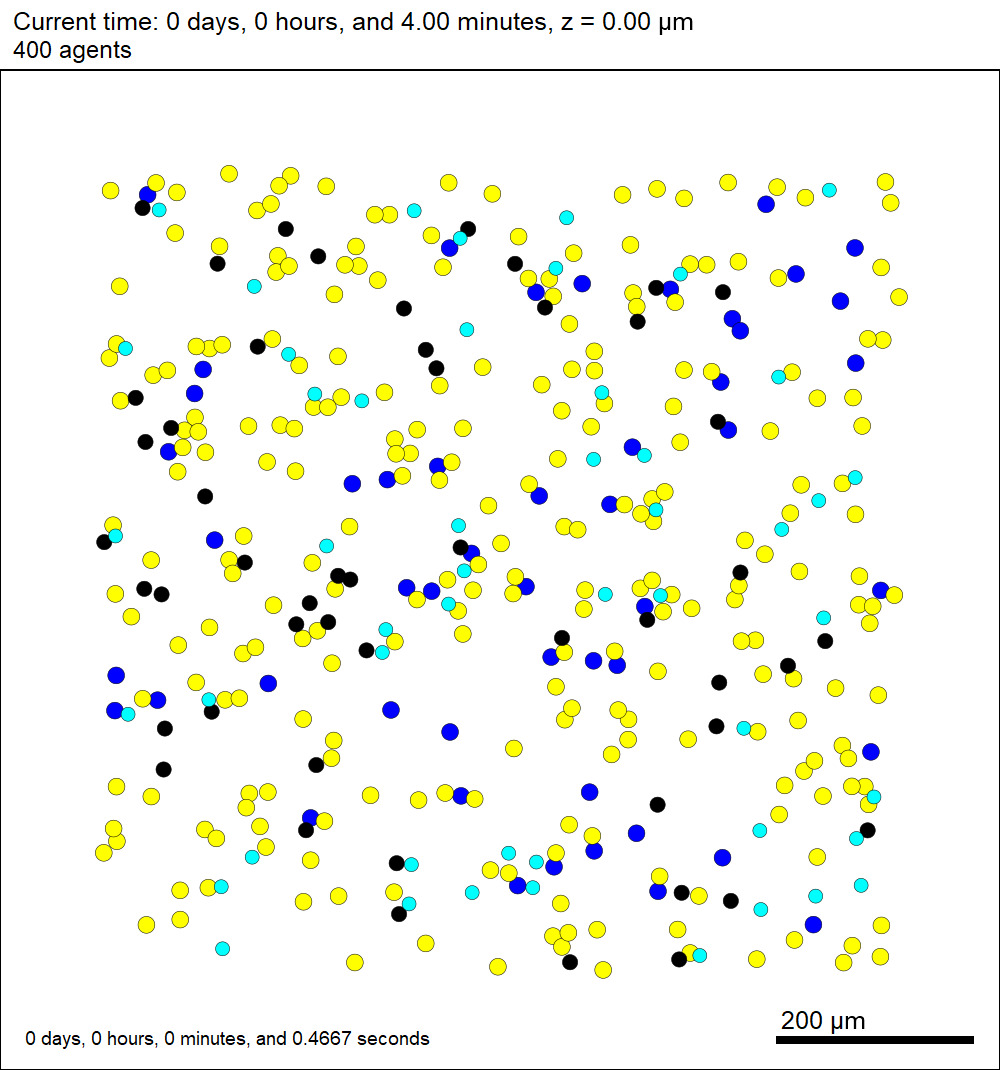 Current time: 0 days, 0 hours, and 4.00 minutes, z = 0.00 µm
400 agents
200 µm
0 days, 0 hours, 0 minutes, and 0.4667 seconds